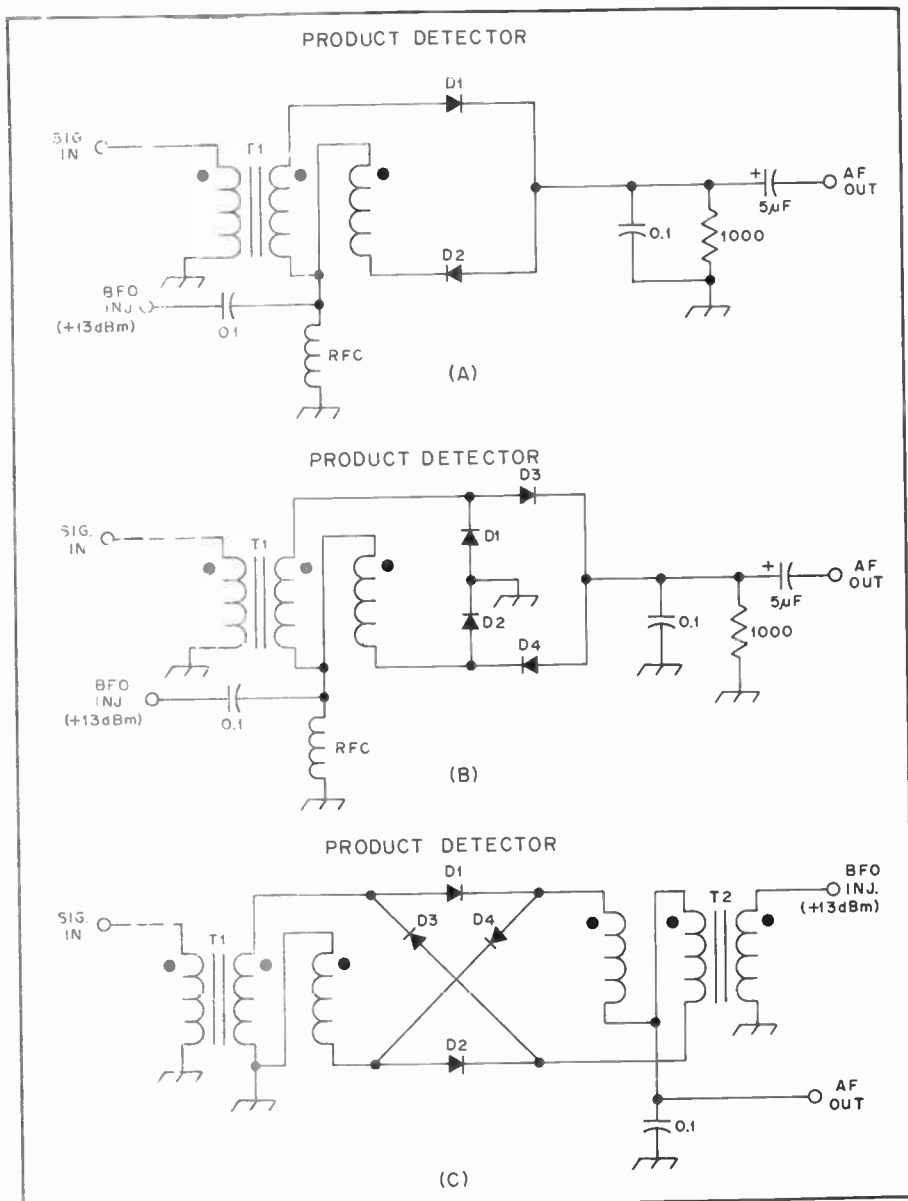 PRODUCT DETECTOR
D1
SIG.
IN
T1
AF
OUT
+
5µF
0.1
1000
D2
BFO
INJ
(+13dBm)
0.1
RFC
(A)
PRODUCT DETECTOR
D3
SIG.
IN
T1
D1
AF
OUT
+
5µF
D2
0.1
1000
D4
BFO
INJ.
(+13dBm)
0.1
RFC
(B)
PRODUCT DETECTOR
D1
BFO
INJ.
(+13dBm)
SIG.
IN
T1
D3
D4
T2
D2
AF
OUT
0.1
(C)